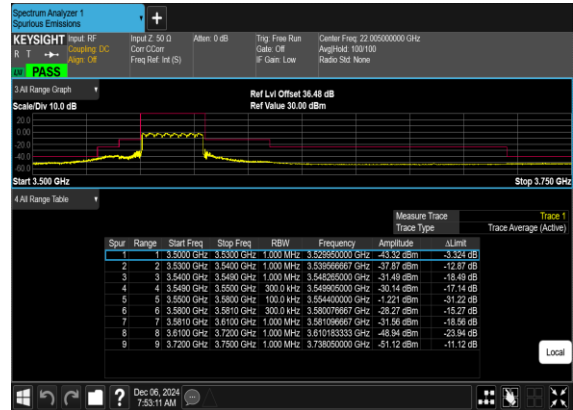 Spectrum Analyzer 1
Spurious Emissions
+
KEYSIGHT Input: RF Input Z: 50 Ω Atten: 0 dB Trig: Free Run Center Freq: 22.005000000 GHz
R T Coupling: DC Corr CCorr Gate: Off Avg|Hold: 100/100
Align: Off Freq Ref: Int (S) IF Gain: Low Radio Std: None
PASS
3 All Range Graph
Ref Lvl Offset 36.48 dB
Scale/Div 10.0 dB Ref Value 30.00 dBm
20.0
0.00
-20.0
-40.0
-60.0
Start 3.500 GHz Stop 3.750 GHz
4 All Range Table
Measure Trace Trace 1
Trace Type Trace Average (Active)
Spur Range Start Freq Stop Freq RBW Frequency Amplitude ΔLimit
1 1 3.5000 GHz 3.5300 GHz 1.000 MHz 3.529950000 GHz -43.32 dBm -3.324 dB
2 2 3.5300 GHz 3.5400 GHz 1.000 MHz 3.539566667 GHz -37.87 dBm -12.87 dB
3 3 3.5400 GHz 3.5490 GHz 1.000 MHz 3.548265000 GHz -31.49 dBm -18.49 dB
4 4 3.5490 GHz 3.5500 GHz 300.0 kHz 3.549905000 GHz -30.14 dBm -17.14 dB
5 5 3.5500 GHz 3.5800 GHz 100.0 kHz 3.554400000 GHz -1.221 dBm -31.22 dB
6 6 3.5800 GHz 3.5810 GHz 300.0 kHz 3.580076667 GHz -28.27 dBm -15.27 dB
7 7 3.5810 GHz 3.6100 GHz 1.000 MHz 3.581096667 GHz -31.56 dBm -18.56 dB
8 8 3.6100 GHz 3.7200 GHz 1.000 MHz 3.610183333 GHz -48.94 dBm -23.94 dB
9 9 3.7200 GHz 3.7500 GHz 1.000 MHz 3.738050000 GHz -51.12 dBm -11.12 dB
Local
? Dec 06, 2024
7:53:11 AM